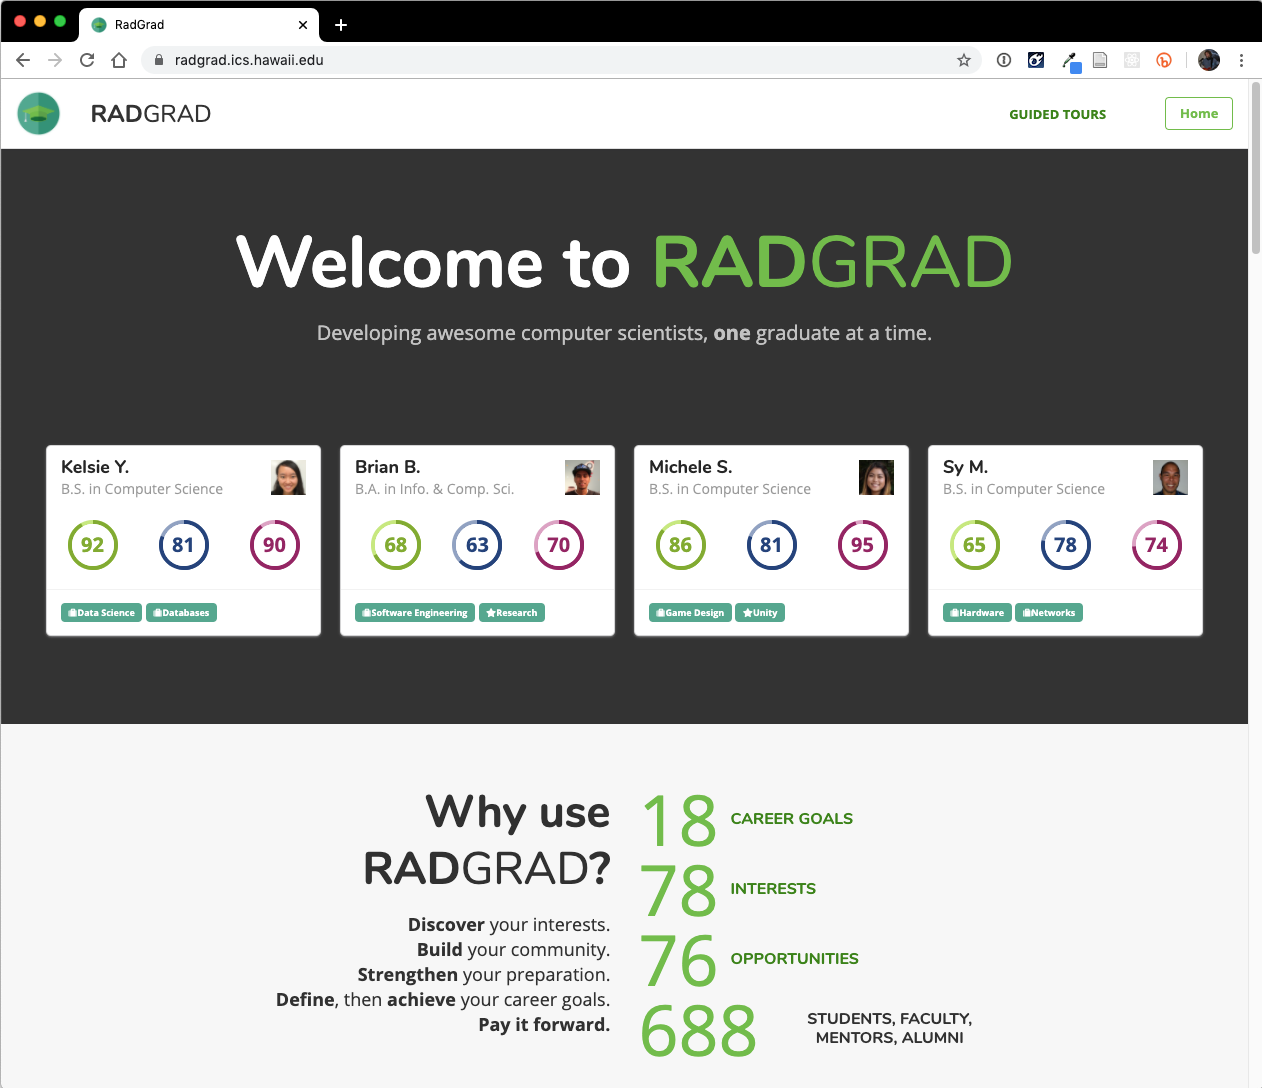 RadGrad
radgrad.ics.hawaii.edu
RADGRAD
GUIDED TOURS
Home
Welcome to RADGRAD
Developing awesome computer scientists, one graduate at a time.
Kelsie Y.
B.S. in Computer Science
92 81 90
Data Science Databases
Brian B.
B.A. in Info. & Comp. Sci.
68 63 70
Software Engineering Research
Michele S.
B.S. in Computer Science
86 81 95
Game Design Unity
Sy M.
B.S. in Computer Science
65 78 74
Hardware Networks
Why use
RADGRAD?
Discover your interests.
Build your community.
Strengthen your preparation.
Define, then achieve your career goals.
Pay it forward.
18 CAREER GOALS
78 INTERESTS
76 OPPORTUNITIES
688 STUDENTS, FACULTY,
MENTORS, ALUMNI